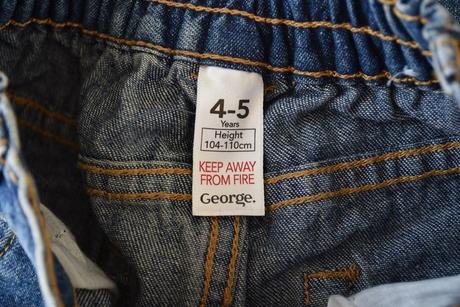 4-5
Years
Height
104-110cm
KEEP AWAY
FROM FIRE
George.